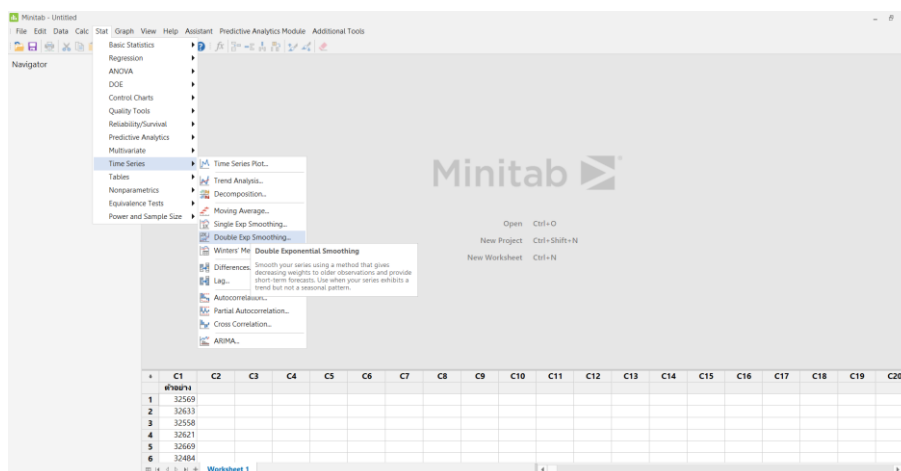 Minitab - Untitled
File Edit Data Calc Stat Graph View Help Assistant Predictive Analytics Module Additional Tools
Navigator
Basic Statistics
Regression
ANOVA
DOE
Control Charts
Quality Tools
Reliability/Survival
Predictive Analytics
Multivariate
Time Series
Tables
Nonparametrics
Equivalence Tests
Power and Sample Size
Time Series Plot...
Trend Analysis...
Decomposition...
Moving Average...
Single Exp Smoothing...
Double Exp Smoothing...
Winters' Me
Differences
Lag...
Autocorrelation...
Partial Autocorrelation...
Cross Correlation...
ARIMA...
Double Exponential Smoothing
Smooth your series using a method that gives
decreasing weights to older observations and provide
short-term forecasts. Use when your series exhibits a
trend but not a seasonal pattern.
Minitab
Open Ctrl+O
New Project Ctrl+Shift+N
New Worksheet Ctrl+N
C1 C2 C3 C4 C5 C6 C7 C8 C9 C10 C11 C12 C13 C14 C15 C16 C17 C18 C19 C20
ตัวอย่าง
1 32569
2 32633
3 32558
4 32621
5 32669
6 32484
Worksheet 1